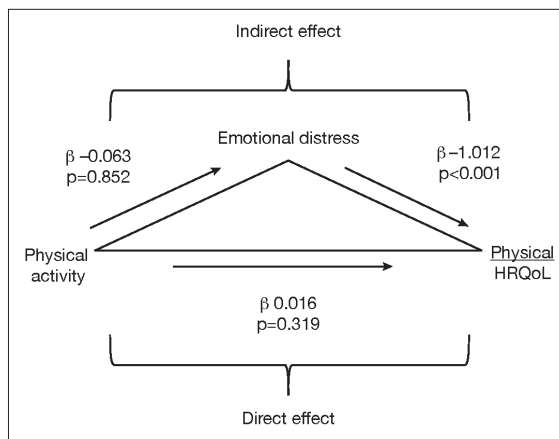 Indirect effect
Emotional distress
β –0.063
p=0.852
β –1.012
p<0.001
Physical
activity
Physical
HRQoL
β 0.016
p=0.319
Direct effect